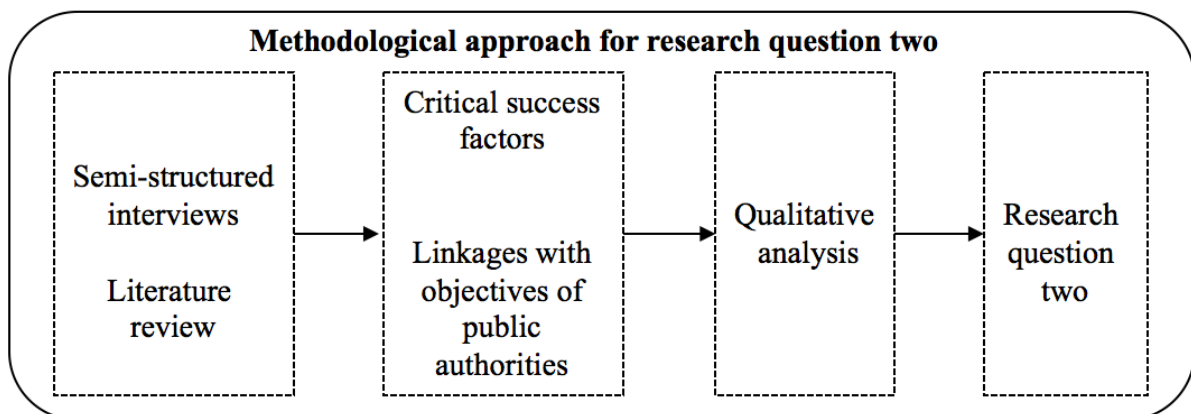 Methodological approach for research question two
Semi-structured
interviews
Literature
review
Critical success
factors
Linkages with
objectives of
public
authorities
Qualitative
analysis
Research
question
two